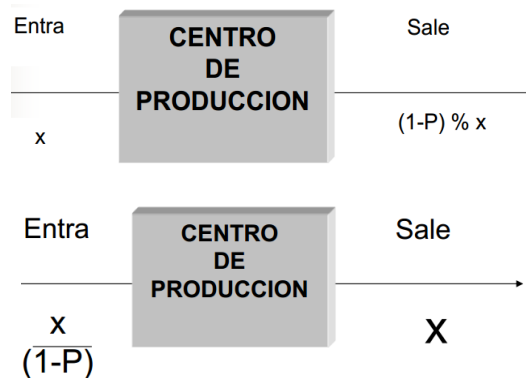 Entra
CENTRO
DE
PRODUCCION
Sale
x
(1-P) % x
Entra
CENTRO
DE
PRODUCCION
Sale
x
(1-P)
X